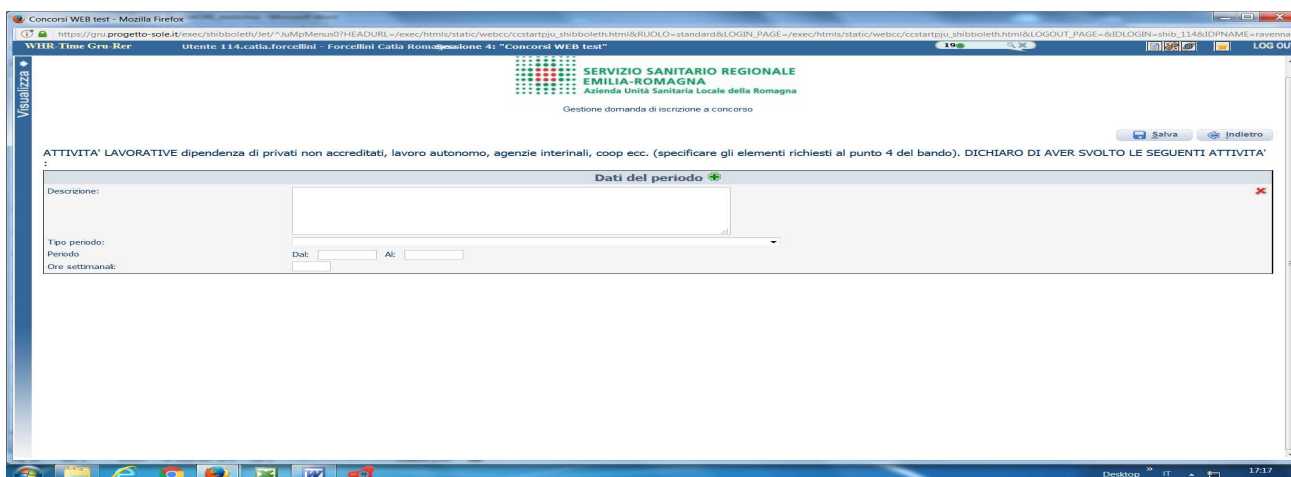 Concorsi WEB test - Mozilla Firefox
https://gru.progetto-sole.it/exec/shibboleth/Jet/^JuMpMenus0?HEADURL=/exec/htmls/static/webcc/ccstartpju_shibboleth.html&RUOLO=standard&LOGIN_PAGE=/exec/htmls/static/webcc/ccstartpju_shibboleth.html&LOGOUT_PAGE=&IDLOGIN=shib_114&IDPNAME=ravenna
WHR-Time Gru-Rer Utente 114.catia.forcellini - Forcellini Catia 4: "Concorsi WEB test" 19 LOG OU
Visualizza
SERVIZIO SANITARIO REGIONALE
EMILIA-ROMAGNA
Azienda Unità Sanitaria Locale della Romagna
Gestione domanda di iscrizione a concorso
Salva Indietro
ATTIVITA' LAVORATIVE dipendenza di privati non accreditati, lavoro autonomo, agenzie interinali, coop ecc. (specificare gli elementi richiesti al punto 4 del bando). DICHIARO DI AVER SVOLTO LE SEGUENTI ATTIVITA'
:
Dati del periodo
Descrizione:
Tipo periodo:
Periodo Dal: Al:
Ore settimanali:
Desktop » IT 17:17